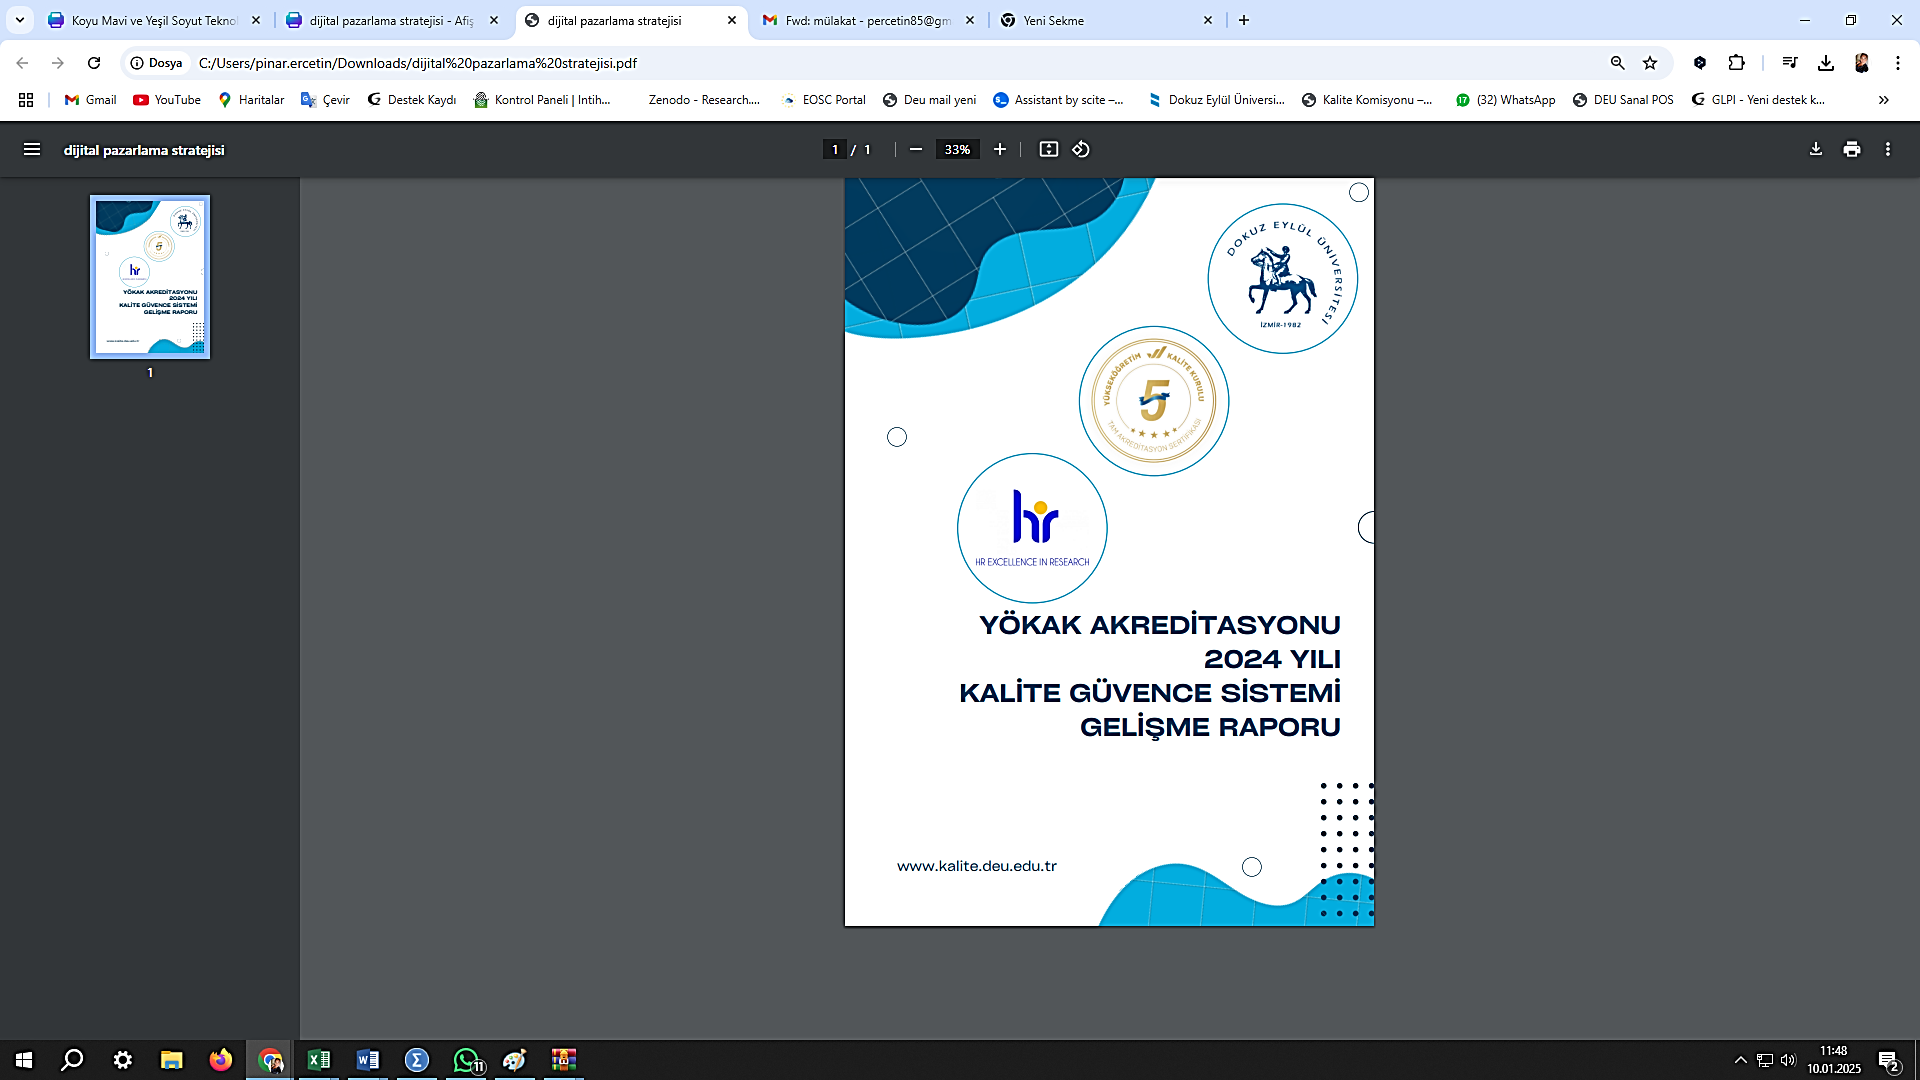 Koyu Mavi ve Yeşil Soyut Teknol
dijital pazarlama stratejisi - Afiş
dijital pazarlama stratejisi
Fwd: mülakat - percetin85@gm
Yeni Sekme
Dosya
C:/Users/pinar.ercetin/Downloads/dijital%20pazarlama%20stratejisi.pdf
Gmail
YouTube
Haritalar
Çevir
Destek Kaydı
Kontrol Paneli | Intih...
Zenodo - Research....
EOSC Portal
Deu mail yeni
Assistant by scite –...
Dokuz Eylül Üniversi...
Kalite Komisyonu –...
(32) WhatsApp
DEU Sanal POS
GLPI - Yeni destek k...
dijital pazarlama stratejisi
1 / 1
33%
1
DOKUZ EYLÜL ÜNİVERSİTESİ
İZMİR-1982
YÜKSEKÖĞRETİM KALİTE KURULU
5
TAM AKREDİTASYON SERTİFİKASI
hr
HR EXCELLENCE IN RESEARCH
YÖKAK AKREDİTASYONU
2024 YILI
KALİTE GÜVENCE SİSTEMİ
GELİŞME RAPORU
www.kalite.deu.edu.tr
11
11:48
10.01.2025
2